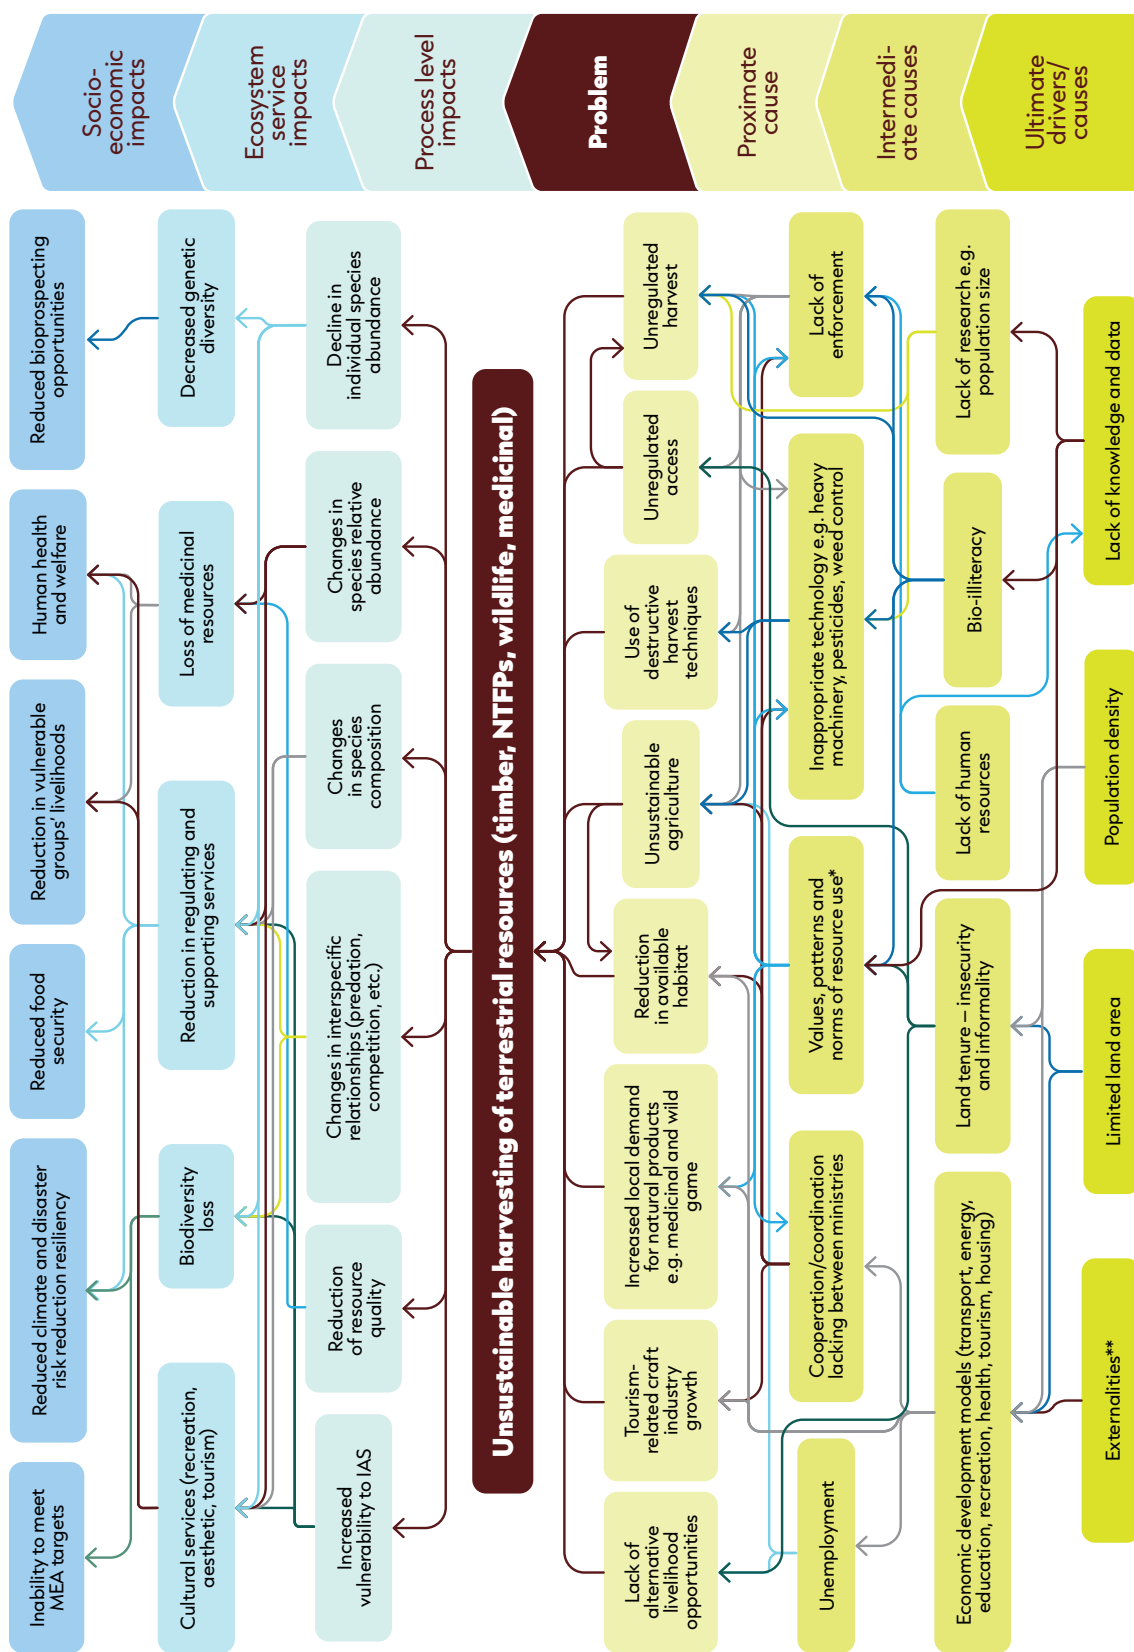 Socio-
economic
impacts
Inability to meet
MEA targets
Reduced climate and disaster
risk reduction resiliency
Reduced food
security
Reduction in vulnerable
groups' livelihoods
Human health
and welfare
Reduced bioprospecting
opportunities
Ecosystem
service
impacts
Cultural services (recreation,
aesthetic, tourism)
Biodiversity
loss
Reduction in regulating and
supporting services
Loss of medicinal
resources
Decreased genetic
diversity
Process level
impacts
Increased
vulnerability to IAS
Reduction
of resource
quality
Changes in interspecific
relationships (predation,
competition, etc.)
Changes
in species
composition
Changes in
species relative
abundance
Decline in
individual species
abundance
Problem
Unsustainable harvesting of terrestrial resources (timber, NTFPs, wildlife, medicinal)
Proximate
cause
Lack of
alternative
livelihood
opportunities
Tourism-
related craft
industry
growth
Increased local demand
for natural products
e.g. medicinal and wild
game
Reduction
in available
habitat
Unsustainable
agriculture
Use of
destructive
harvest
techniques
Unregulated
access
Unregulated
harvest
Intermedi-
ate causes
Unemployment
Cooperation/coordination
lacking between ministries
Values, patterns and
norms of resource use*
Inappropriate technology e.g. heavy
machinery, pesticides, weed control
Lack of
enforcement
Economic development models (transport, energy,
education, recreation, health, tourism, housing)
Land tenure – insecurity
and informality
Lack of human
resources
Bio-illiteracy
Lack of research e.g.
population size
Ultimate
drivers/
causes
Externalities**
Limited land area
Population density
Lack of knowledge and data